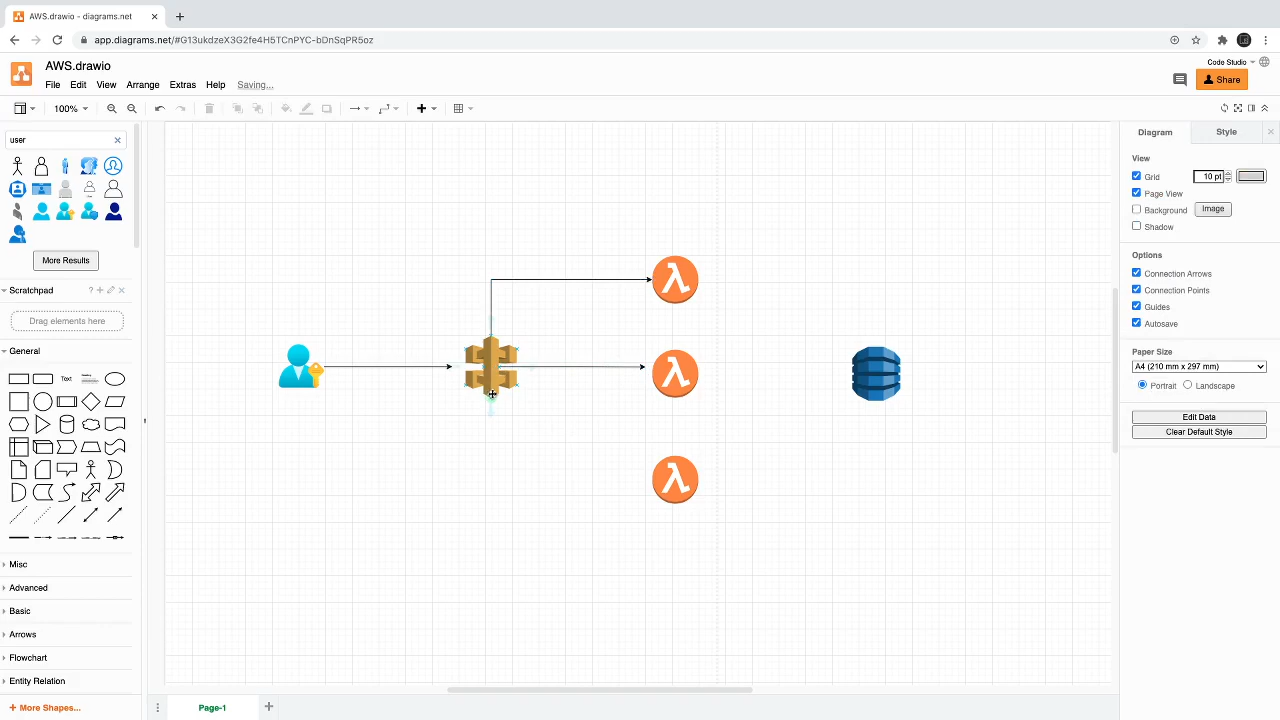 AWS.drawio - diagrams.net
app.diagrams.net/#G13ukdzeX3G2fe4H5TCnPYC-bDnSqPR5oz
AWS.drawio
Code Studio
File Edit View Arrange Extras Help Saving...
Share
100%
user
Diagram Style
View
Grid 10 pt
Page View
Background Image
Shadow
More Results
Options
Scratchpad
Connection Arrows
Connection Points
Guides
Autosave
Drag elements here
General
Text
Paper Size
A4 (210 mm x 297 mm)
Portrait Landscape
Edit Data
Clear Default Style
λ
λ
λ
Misc
Advanced
Basic
Arrows
Flowchart
Entity Relation
+ More Shapes...
Page-1